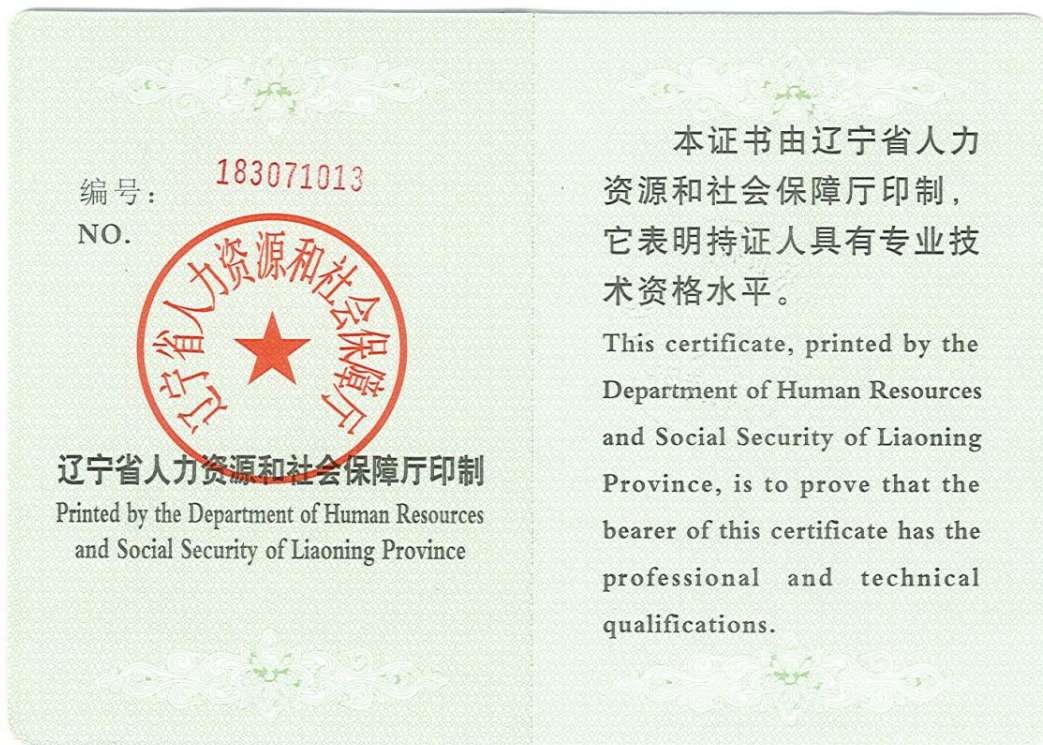 编号：
183071013
NO.
辽宁省人力资源和社会保障厅
辽宁省人力资源和社会保障厅印制
Printed by the Department of Human Resources
and Social Security of Liaoning Province
本证书由辽宁省人力
资源和社会保障厅印制，
它表明持证人具有专业技
术资格水平。
This certificate, printed by the
Department of Human Resources
and Social Security of Liaoning
Province, is to prove that the
bearer of this certificate has the
professional and technical
qualifications.